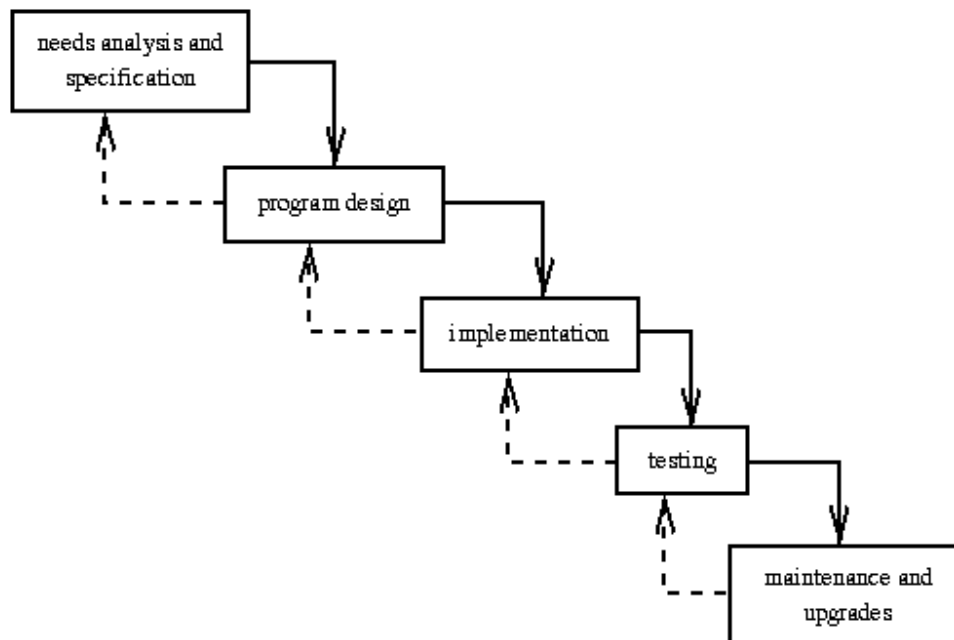 needs analysis and
specification
program design
implementation
testing
maintenance and
upgrades